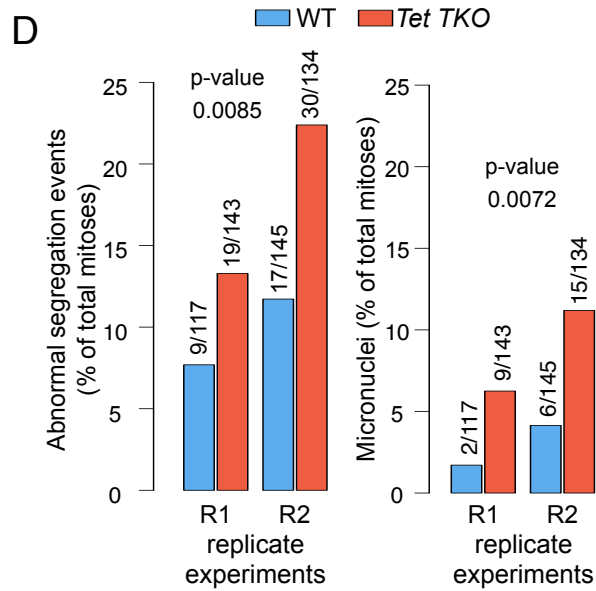 D
WT
Tet TKO
Abnormal segregation events
(% of total mitoses)
25
20
15
10
5
0
p-value
0.0085
9/117
19/143
17/145
30/134
R1
R2
replicate
experiments
Micronuclei (% of total mitoses)
25
20
15
10
5
0
p-value
0.0072
2/117
9/143
6/145
15/134
R1
R2
replicate
experiments